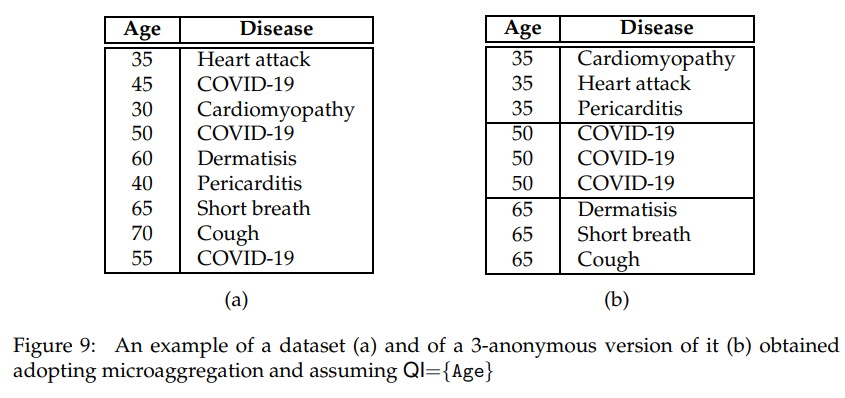 Age Disease
35 Heart attack
45 COVID-19
30 Cardiomyopathy
50 COVID-19
60 Dermatisis
40 Pericarditis
65 Short breath
70 Cough
55 COVID-19
(a)
Age Disease
35 Cardiomyopathy
35 Heart attack
35 Pericarditis
50 COVID-19
50 COVID-19
50 COVID-19
65 Dermatisis
65 Short breath
65 Cough
(b)
Figure 9: An example of a dataset (a) and of a 3-anonymous version of it (b) obtained
adopting microaggregation and assuming QI={Age}